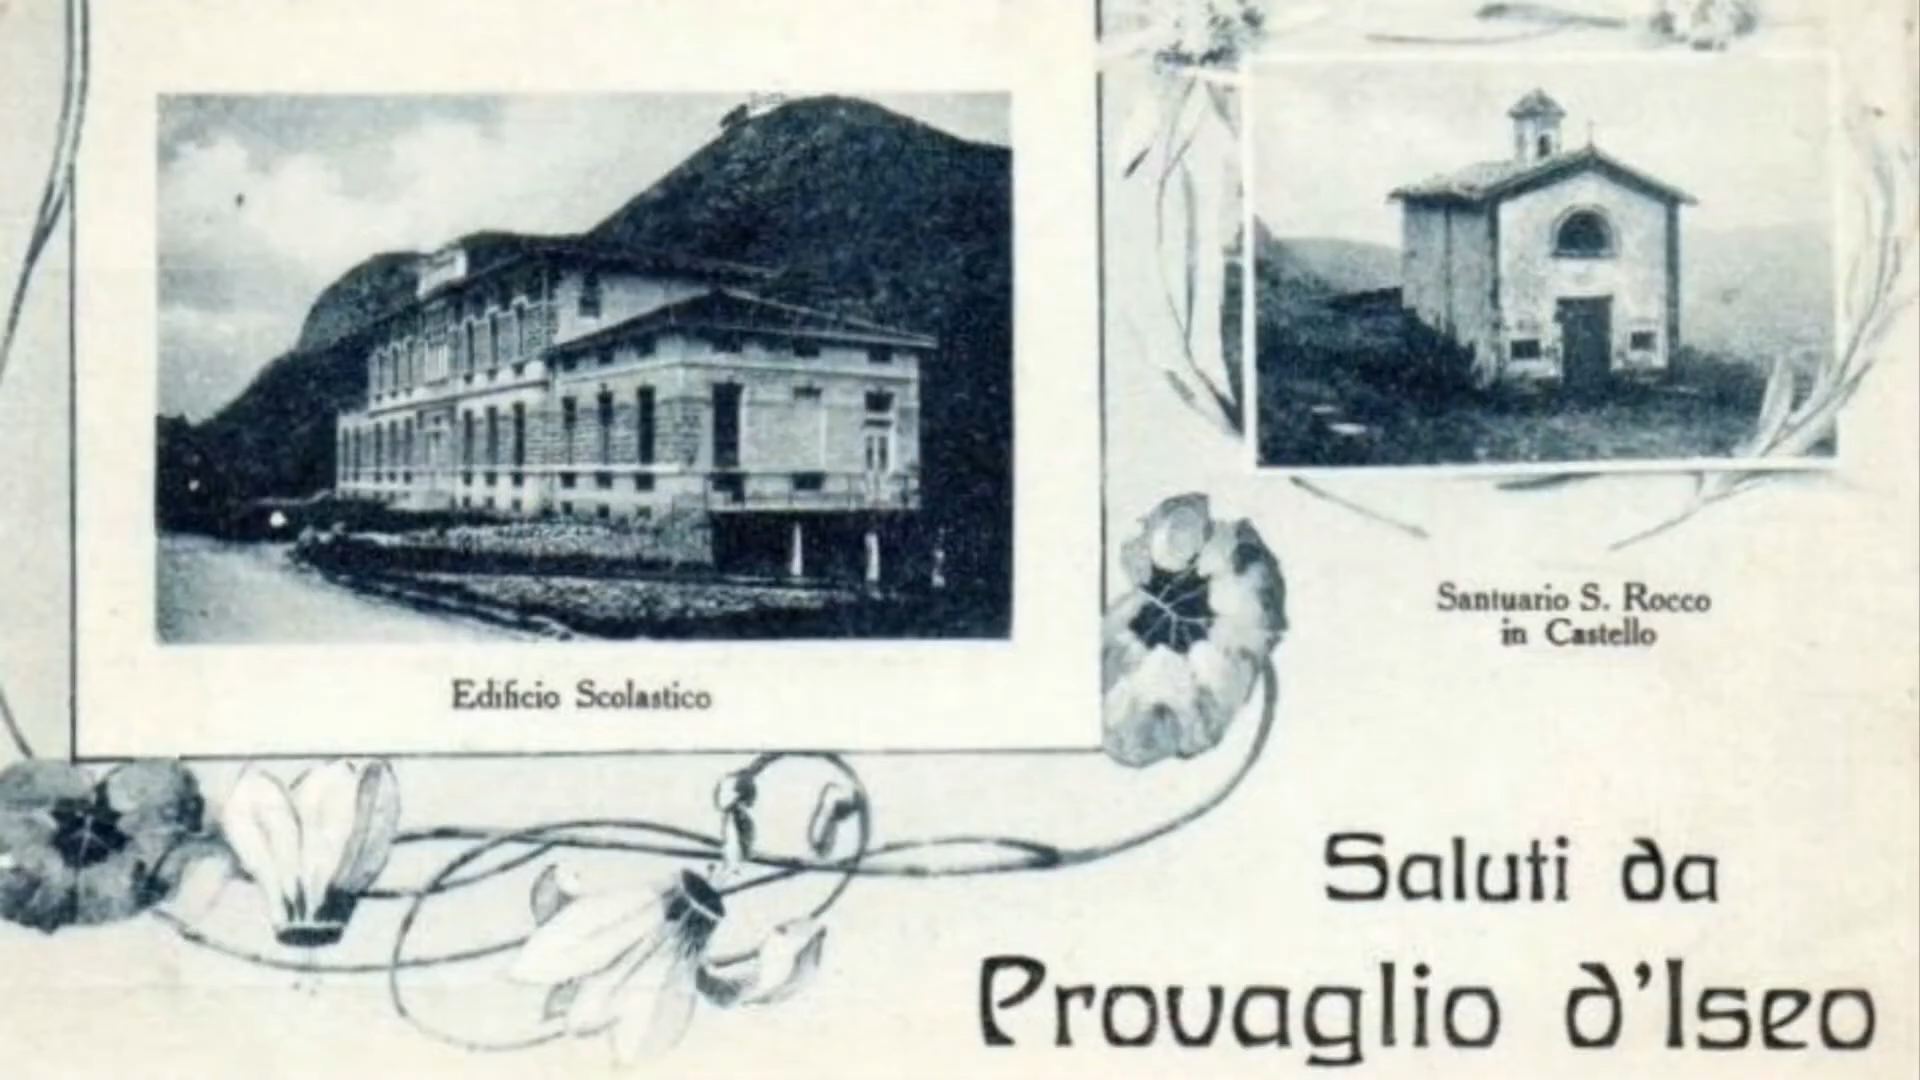 Edificio Scolastico
Santuario S. Rocco
in Castello
Saluti da
Provaglio d'Iseo